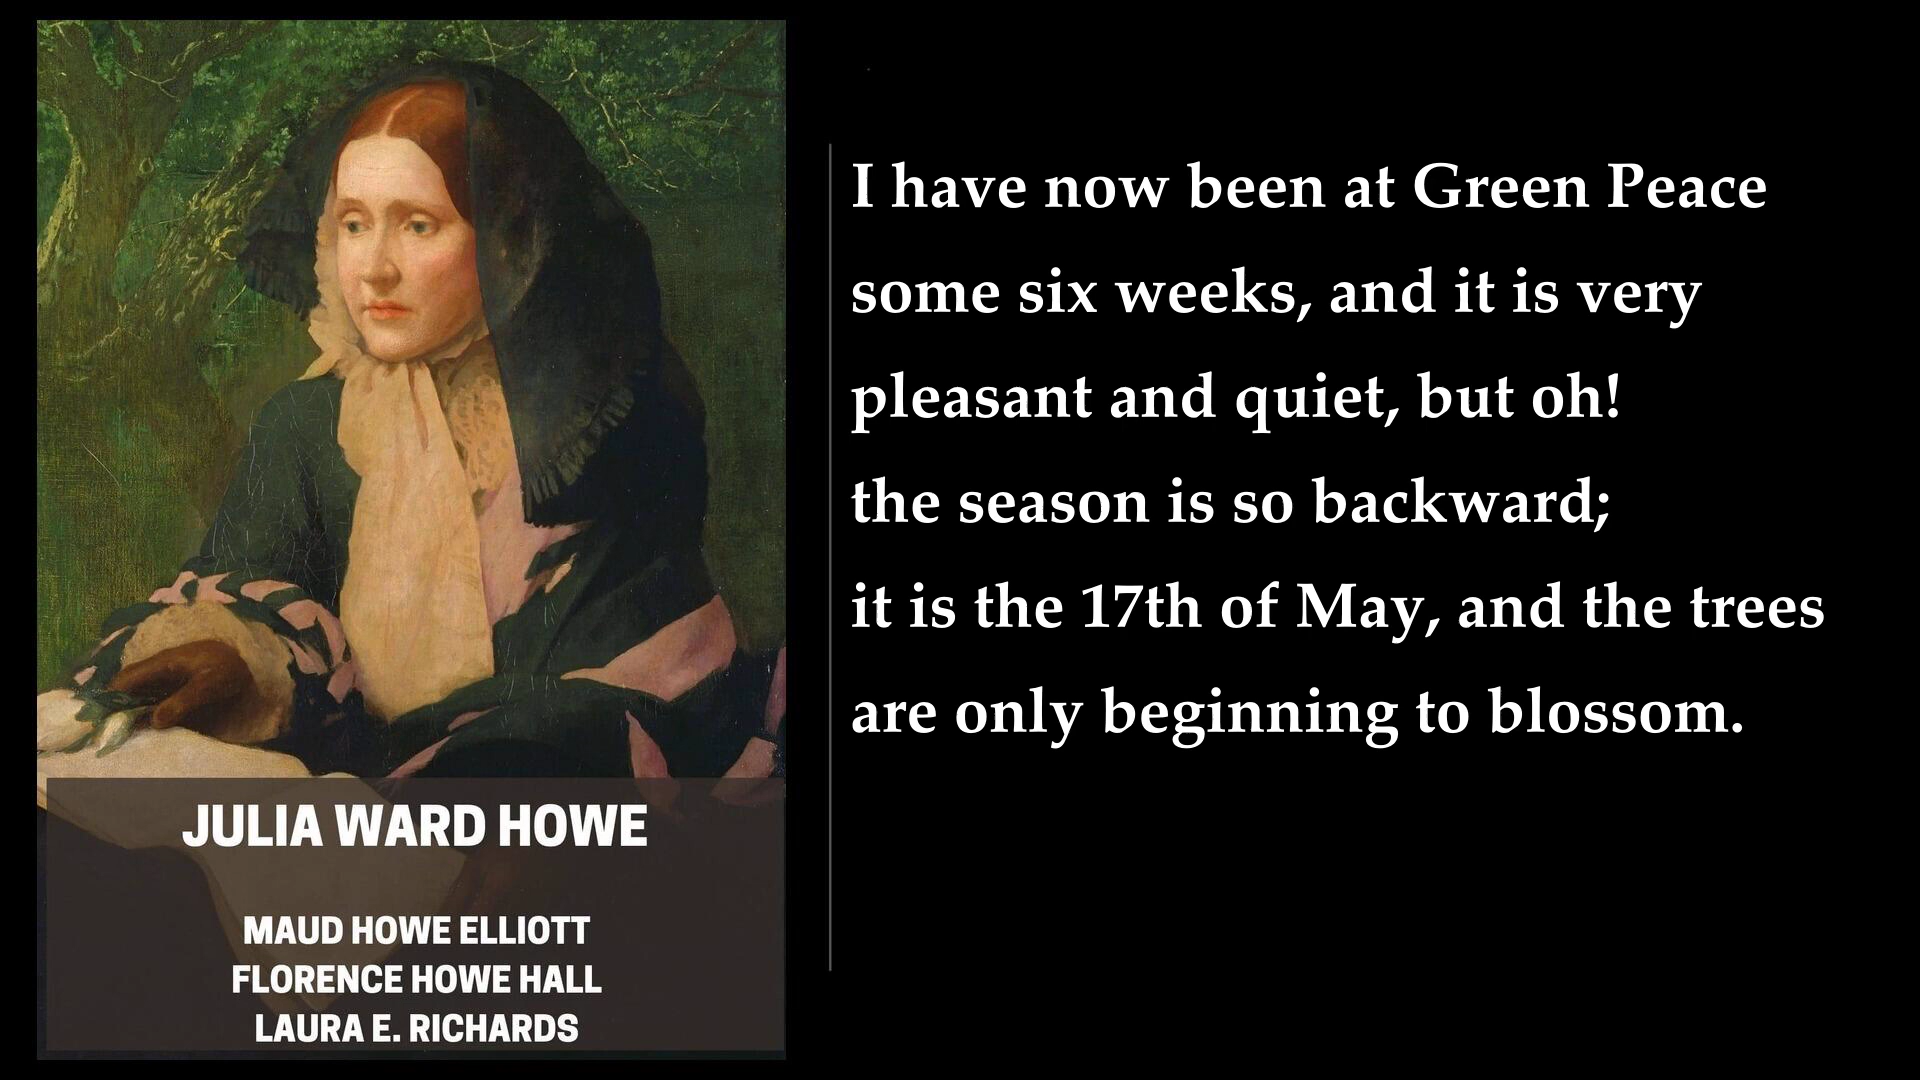 JULIA WARD HOWE
MAUD HOWE ELLIOTT
FLORENCE HOWE HALL
LAURA E. RICHARDS
I have now been at Green Peace
some six weeks, and it is very
pleasant and quiet, but oh!
the season is so backward;
it is the 17th of May, and the trees
are only beginning to blossom.